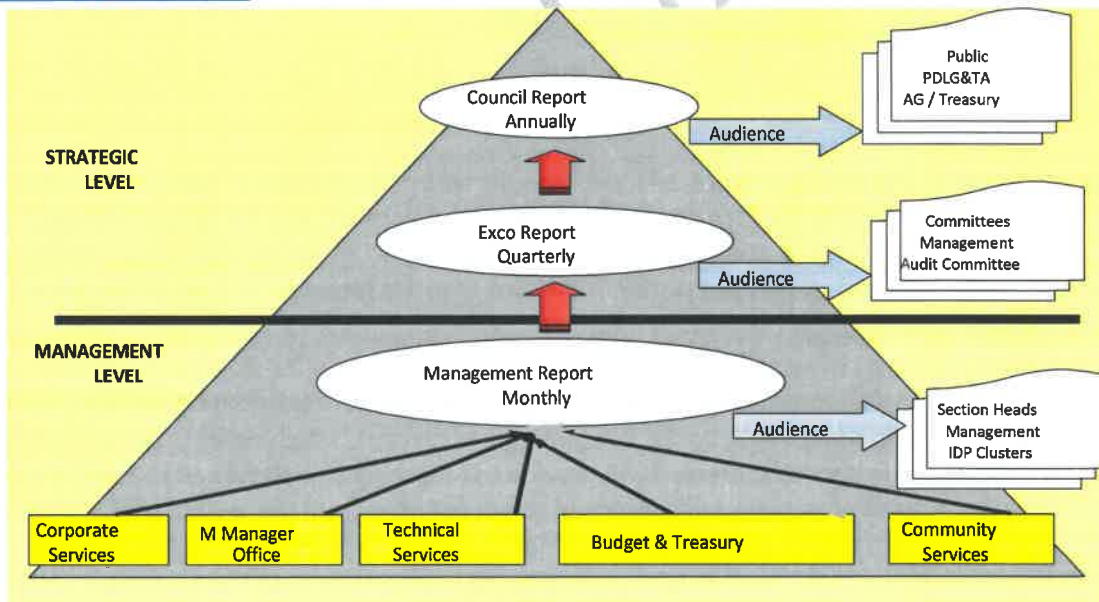 Council Report
Annually
Audience
Public
PDLG&TA
AG / Treasury
STRATEGIC
LEVEL
Exco Report
Quarterly
Audience
Committees
Management
Audit Committee
MANAGEMENT
LEVEL
Management Report
Monthly
Audience
Section Heads
Management
IDP Clusters
Corporate
Services
M Manager
Office
Technical
Services
Budget & Treasury
Community
Services